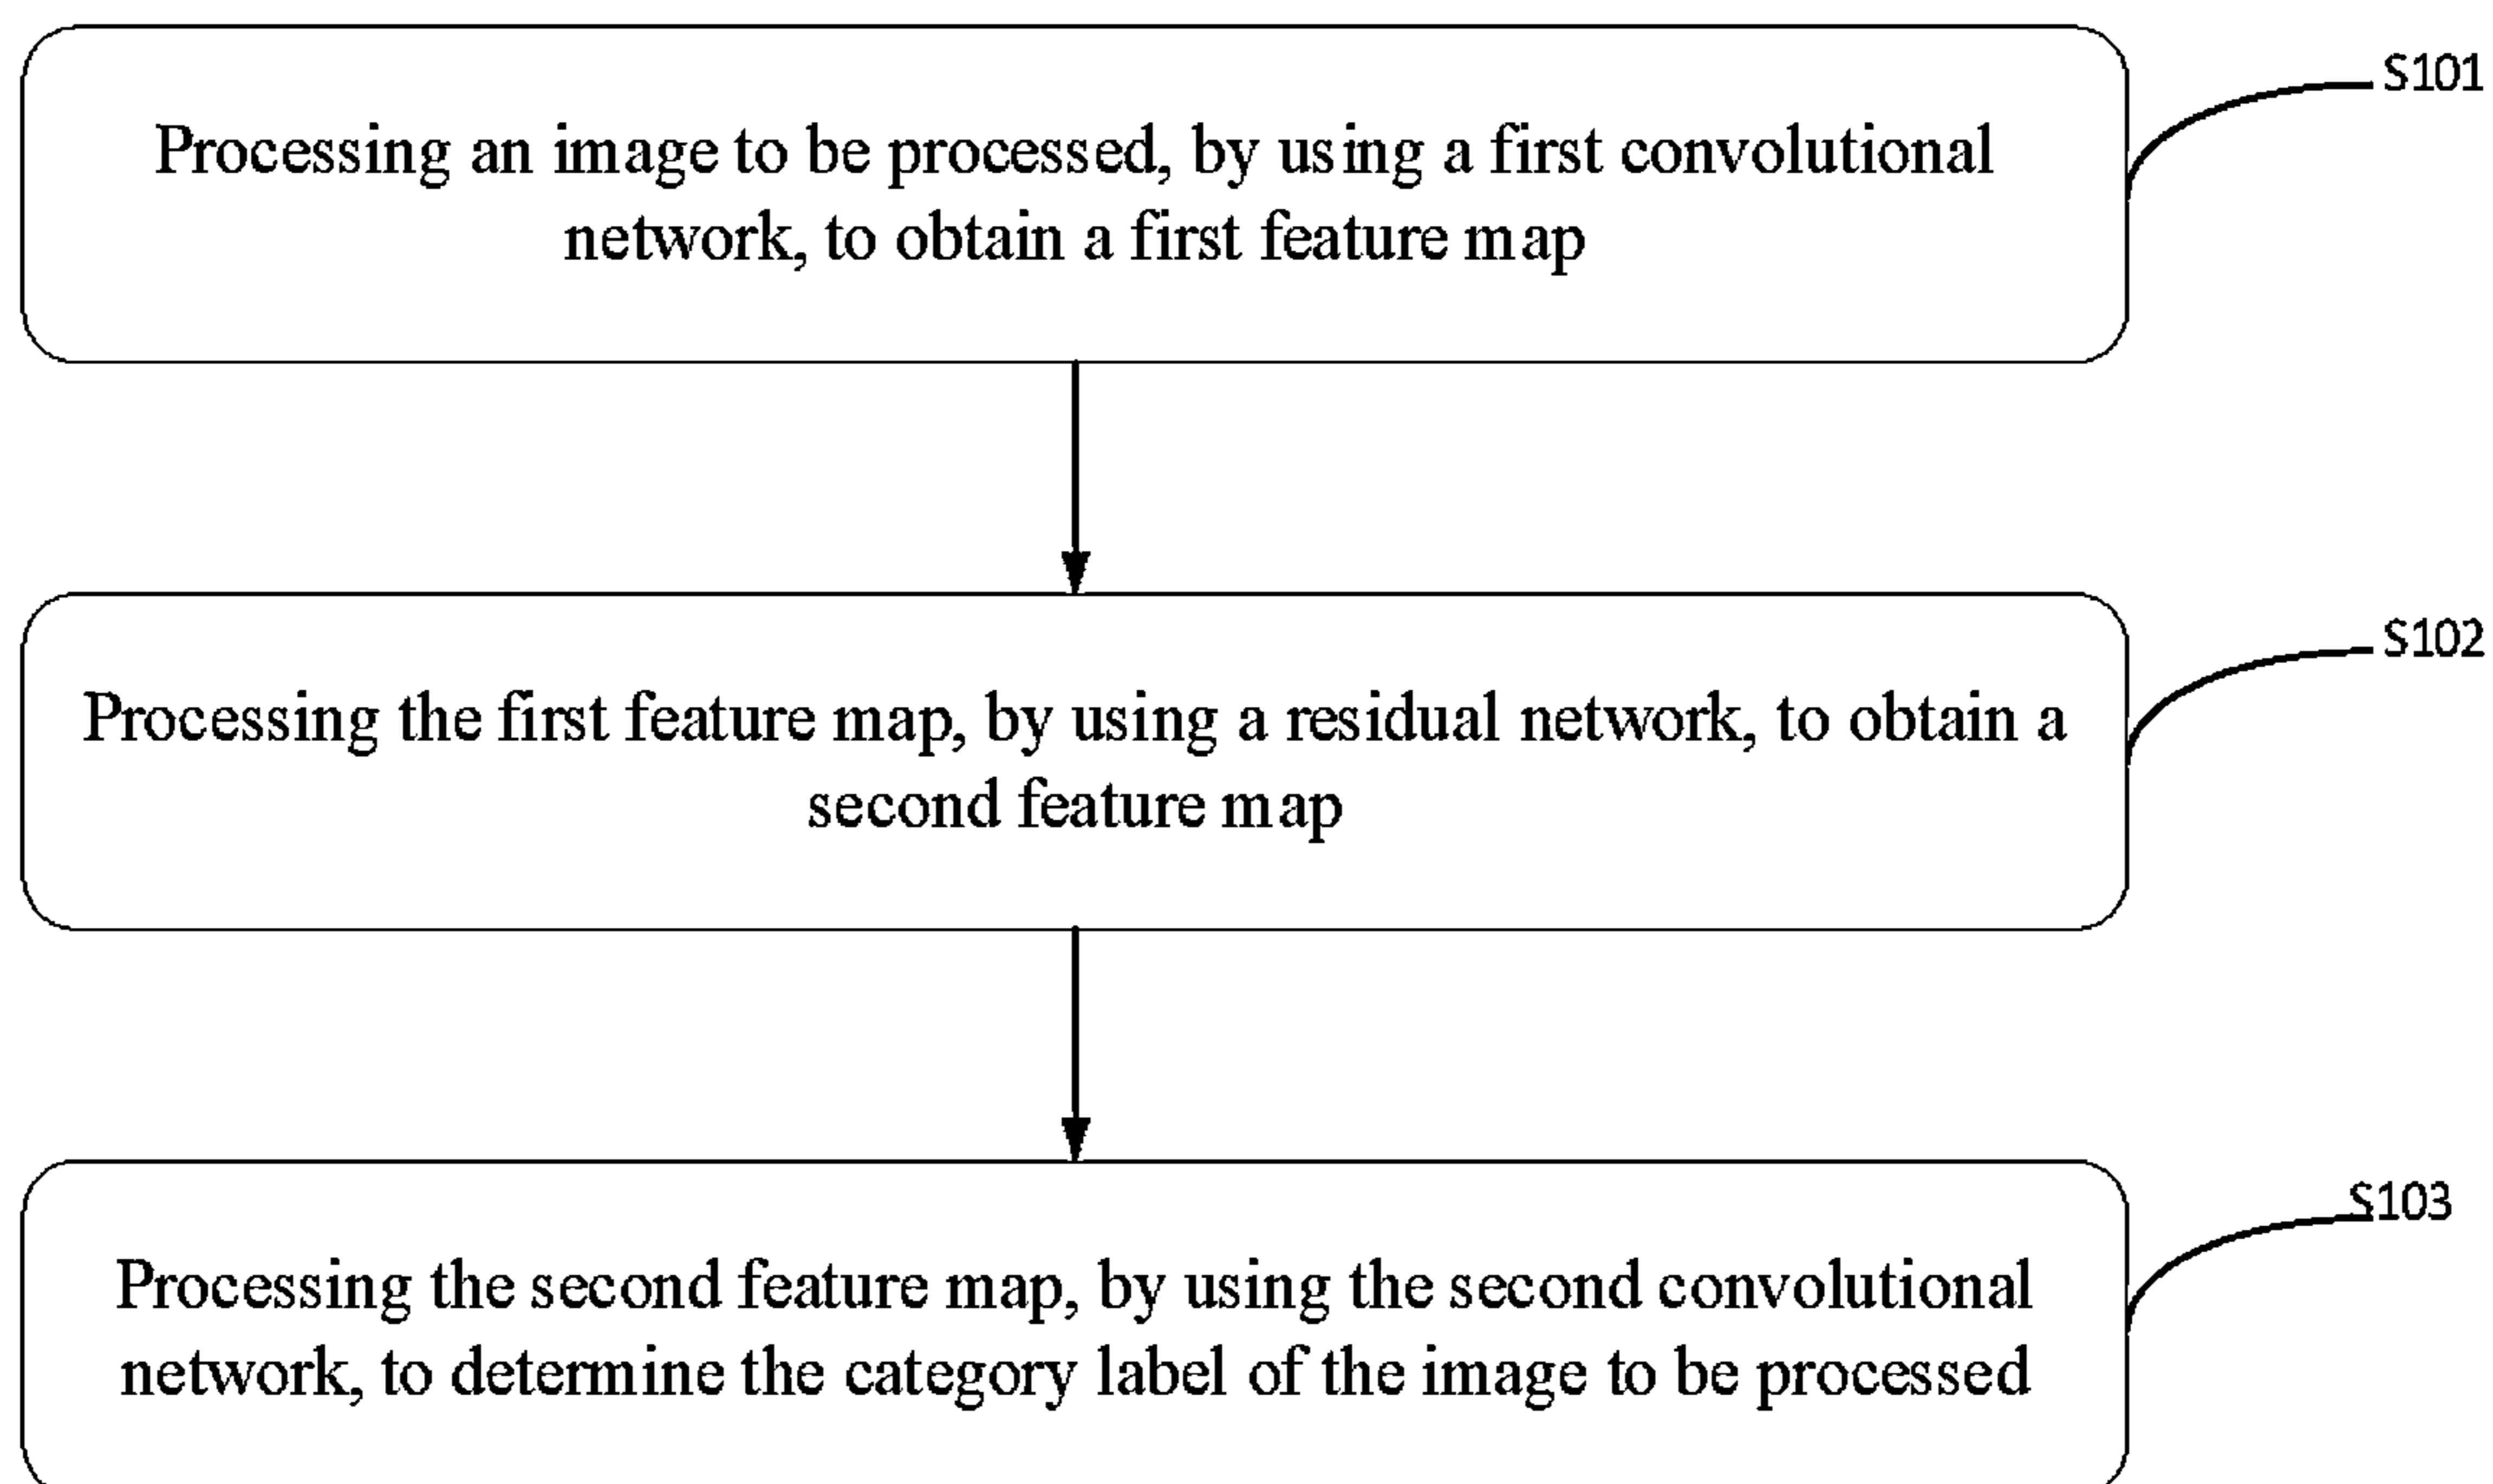 S101
Processing an image to be processed, by using a first convolutional
network, to obtain a first feature map
S102
Processing the first feature map, by using a residual network, to obtain a
second feature map
S103
Processing the second feature map, by using the second convolutional
network, to determine the category label of the image to be processed